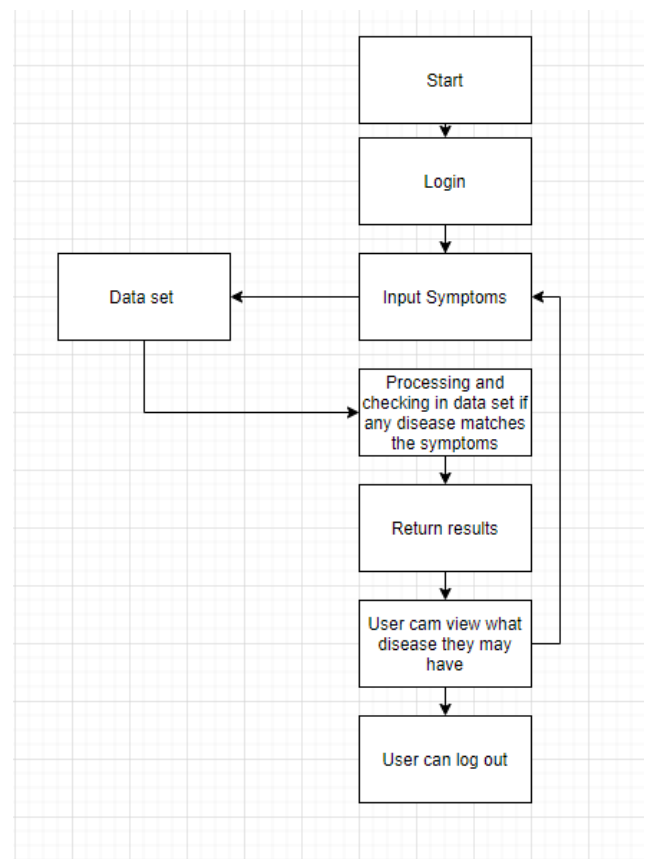 Start
Login
Data set
Input Symptoms
Processing and
checking in data set if
any disease matches
the symptoms
Return results
User cam view what
disease they may
have
User can log out